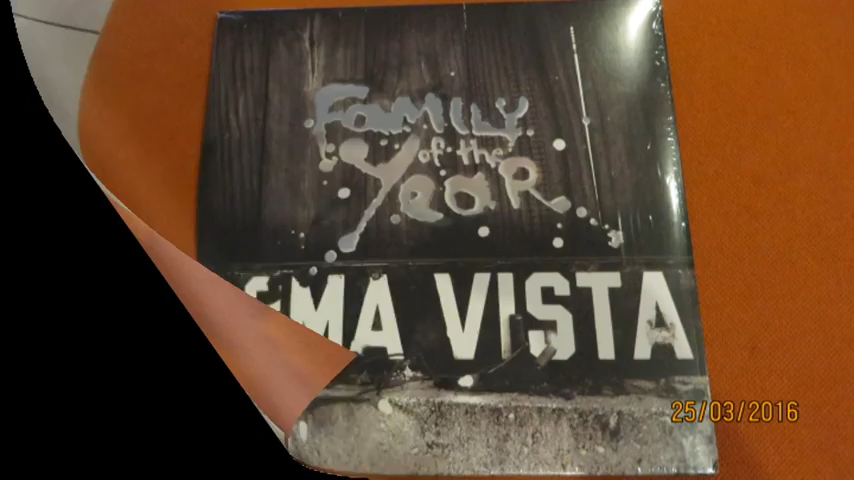 FaMILY
of the
YeaR
MA VISTA
25/03/2016